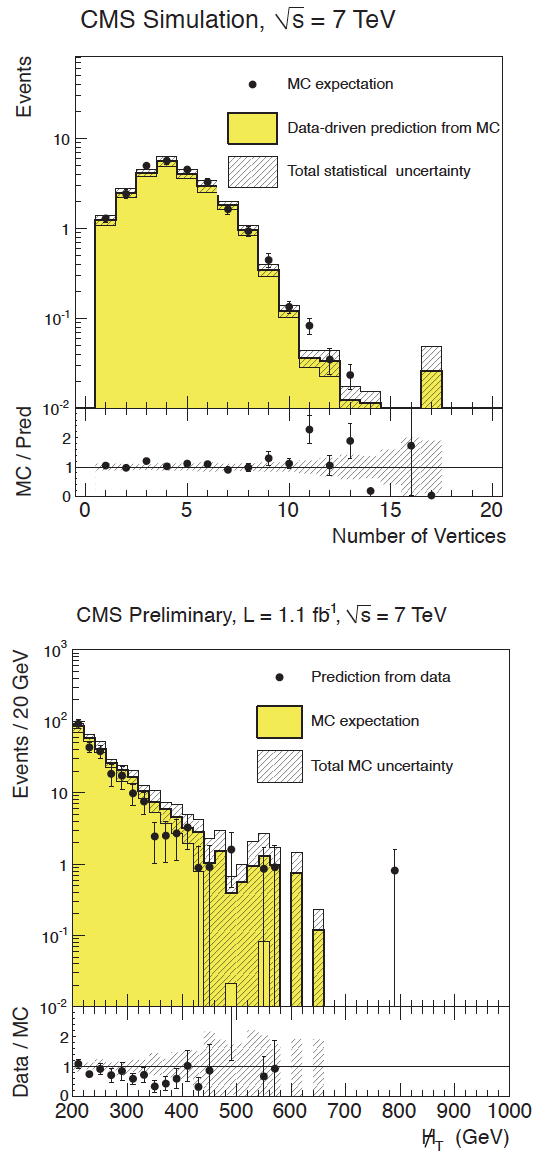 CMS Simulation, √s = 7 TeV
Events
MC expectation
Data-driven prediction from MC
Total statistical uncertainty
10
1
10⁻¹
10⁻²
MC / Pred
2
1
0
0 5 10 15 20
Number of Vertices
CMS Preliminary, L = 1.1 fb⁻¹, √s = 7 TeV
Events / 20 GeV
10³
Prediction from data
MC expectation
Total MC uncertainty
10²
10
1
10⁻¹
10⁻²
Data / MC
2
1
0
200 300 400 500 600 700 800 900 1000
H̸T (GeV)